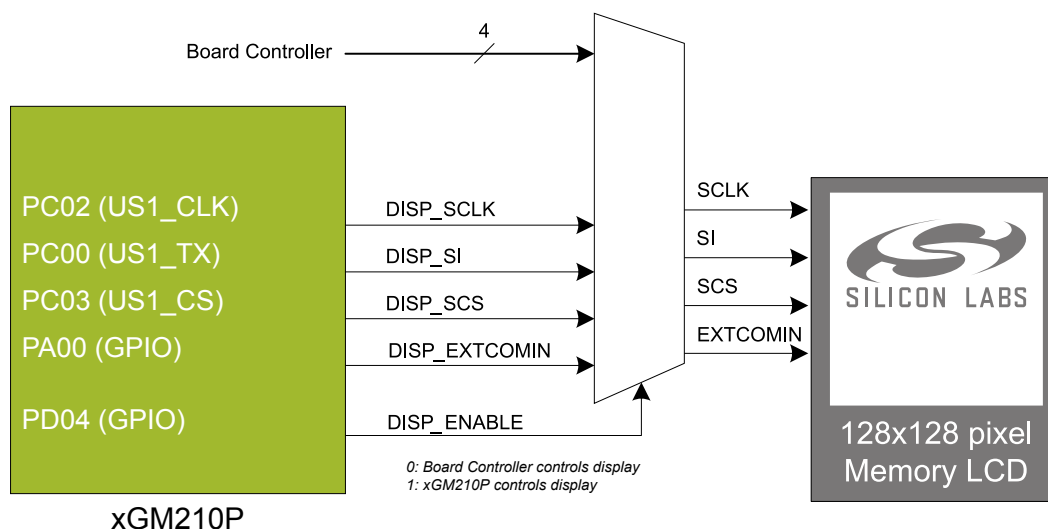 4
Board Controller
PC02 (US1_CLK)
PC00 (US1_TX)
PC03 (US1_CS)
PA00 (GPIO)
PD04 (GPIO)
xGM210P
DISP_SCLK
DISP_SI
DISP_SCS
DISP_EXTCOMIN
DISP_ENABLE
0: Board Controller controls display
1: xGM210P controls display
SCLK
SI
SCS
EXTCOMIN
SILICON LABS
128x128 pixel
Memory LCD